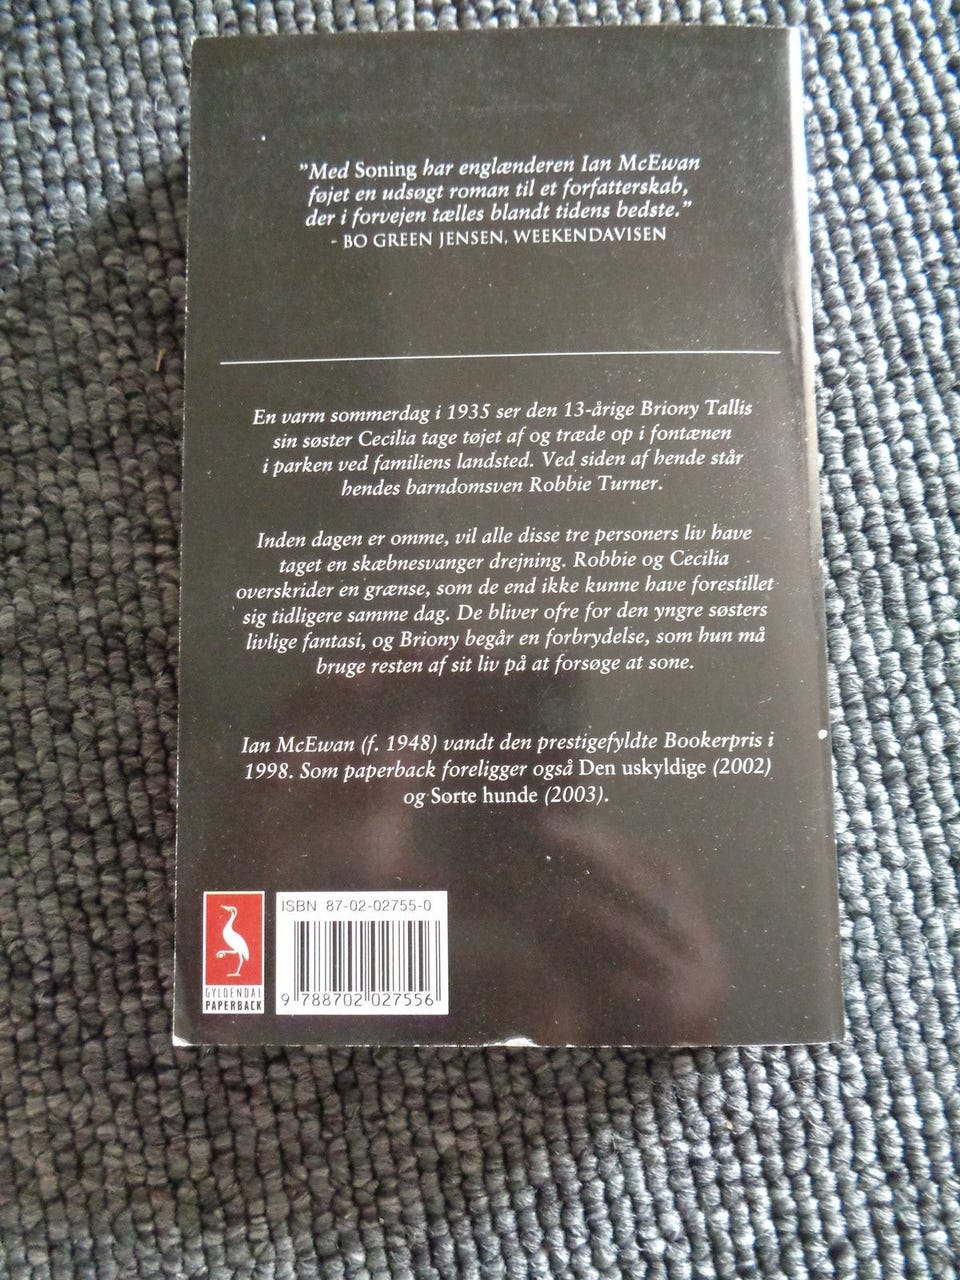 "Med Soning har englænderen Ian McEwan
føjet en udsøgt roman til et forfatterskab,
der i forvejen tælles blandt tidens bedste."
- BO GREEN JENSEN, WEEKENDAVISEN
En varm sommerdag i 1935 ser den 13-årige Briony Tallis
sin søster Cecilia tage tøjet af og træde op i fontænen
i parken ved familiens landsted. Ved siden af hende står
hendes barndomsven Robbie Turner.
Inden dagen er omme, vil alle disse tre personers liv have
taget en skæbnesvanger drejning. Robbie og Cecilia
overskrider en grænse, som de end ikke kunne have forestillet
sig tidligere samme dag. De bliver ofre for den yngre søsters
livlige fantasi, og Briony begår en forbrydelse, som hun må
bruge resten af sit liv på at forsøge at sone.
Ian McEwan (f. 1948) vandt den prestigefyldte Bookerpris i
1998. Som paperback foreligger også Den uskyldige (2002)
og Sorte hunde (2003).
ISBN 87-02-02755-0
9 788702 027556
GYLDENDAL
PAPERBACK